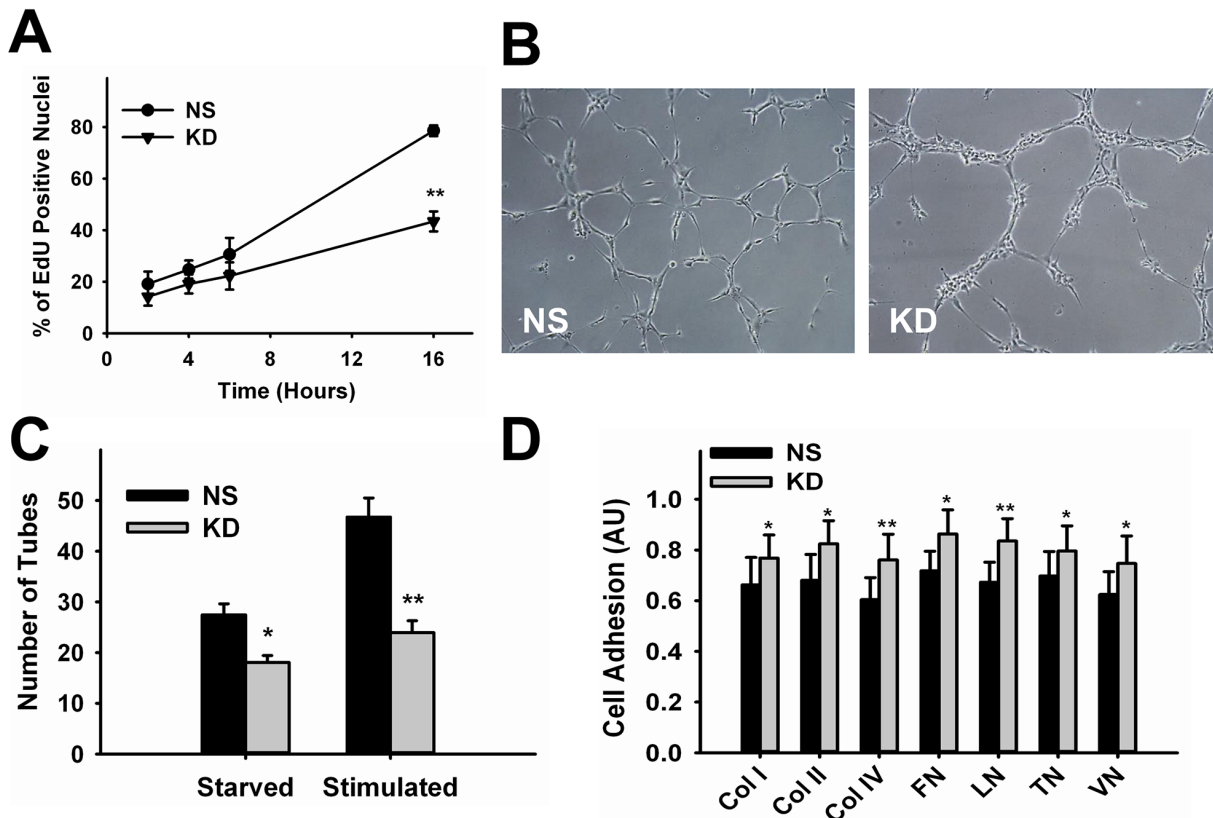 A
% of EdU Positive Nuclei
NS
KD
80
60
40
20
0
**
0 4 8 12 16
Time (Hours)
B
NS
KD
C
Number of Tubes
NS
KD
50
40
30
20
10
0
*
**
Starved Stimulated
D
Cell Adhesion (AU)
NS
KD
1.0
0.8
0.6
0.4
0.2
0.0
* * ** * ** * *
Col I Col II Col IV FN LN TN VN